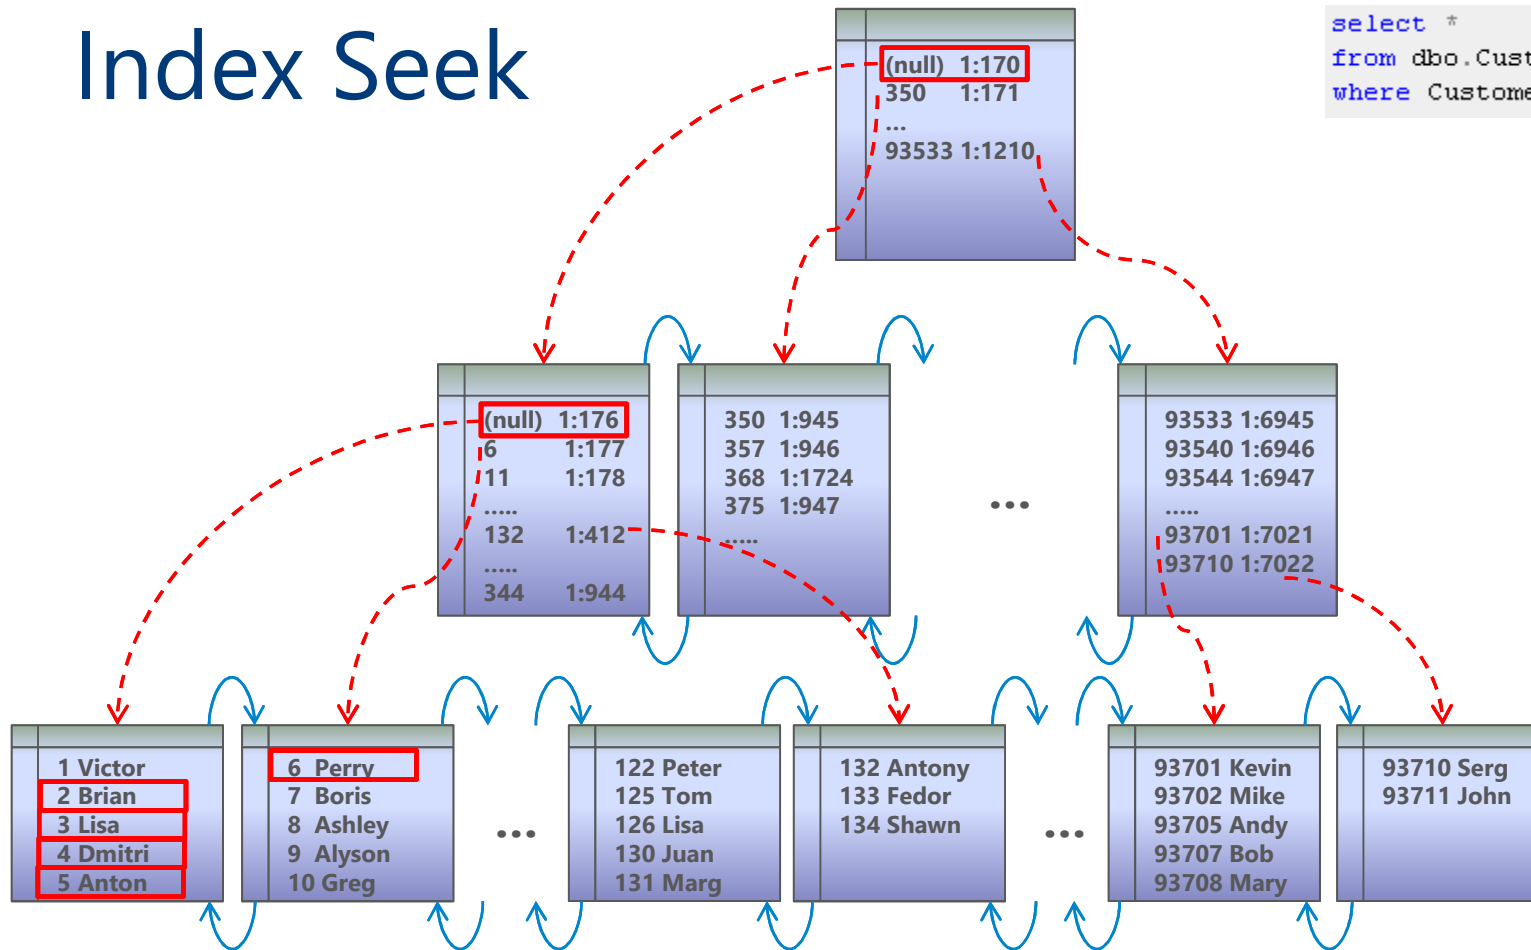 Index Seek
select *
from dbo.Cust
where Custome
(null) 1:170
350 1:171
...
93533 1:1210
(null) 1:176
6 1:177
11 1:178
.....
132 1:412
.....
344 1:944
350 1:945
357 1:946
368 1:1724
375 1:947
.....
...
93533 1:6945
93540 1:6946
93544 1:6947
.....
93701 1:7021
93710 1:7022
1 Victor
2 Brian
3 Lisa
4 Dmitri
5 Anton
6 Perry
7 Boris
8 Ashley
9 Alyson
10 Greg
...
122 Peter
125 Tom
126 Lisa
130 Juan
131 Marg
132 Antony
133 Fedor
134 Shawn
...
93701 Kevin
93702 Mike
93705 Andy
93707 Bob
93708 Mary
93710 Serg
93711 John